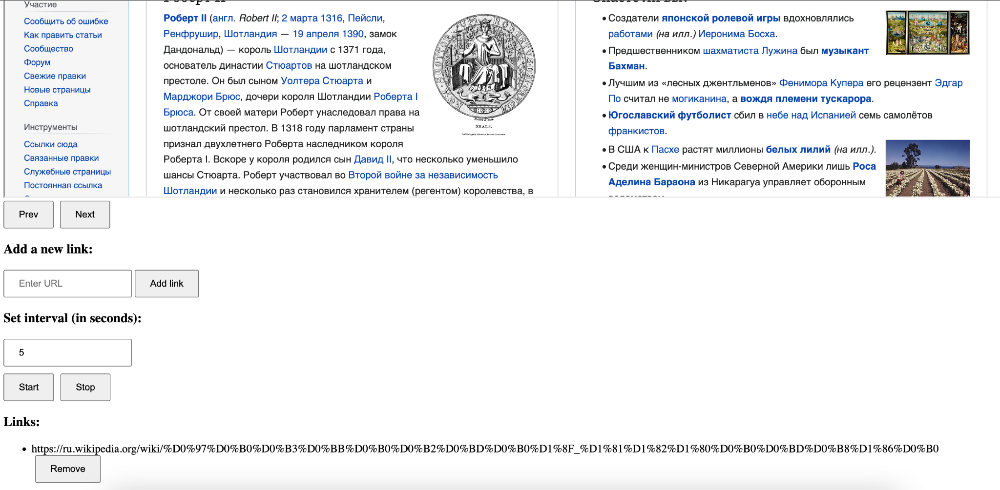 Участие
Сообщить об ошибке
Как править статьи
Сообщество
Форум
Свежие правки
Новые страницы
Справка
Инструменты
Ссылки сюда
Связанные правки
Служебные страницы
Постоянная ссылка
Роберт II (англ. Robert II; 2 марта 1316, Пейсли,
Ренфрушир, Шотландия — 19 апреля 1390, замок
Дандональд) — король Шотландии с 1371 года,
основатель династии Стюартов на шотландском
престоле. Он был сыном Уолтера Стюарта и
Марджори Брюс, дочери короля Шотландии Роберта I
Брюса. От своей матери Роберт унаследовал права на
шотландский престол. В 1318 году парламент страны
признал двухлетнего Роберта наследником короля
Роберта I. Вскоре у короля родился сын Давид II, что несколько уменьшило
шансы Стюарта. Роберт участвовал во Второй войне за независимость
Шотландии и несколько раз становился хранителем (регентом) королевства, в
SEALS.
• Создатели японской ролевой игры вдохновлялись
работами (на илл.) Иеронима Босха.
• Предшественником шахматиста Лужина был музыкант
Бахман.
• Лучшим из «лесных джентльменов» Фенимора Купера его рецензент Эдгар
По считал не могиканина, а вождя племени тускарора.
• Югославский футболист сбил в небе над Испанией семь самолётов
франкистов.
• В США к Пасхе растят миллионы белых лилий (на илл.).
• Среди женщин-министров Северной Америки лишь Роса
Аделина Бараона из Никарагуа управляет оборонным
Prev Next
Add a new link:
Enter URL Add link
Set interval (in seconds):
5
Start Stop
Links:
• https://ru.wikipedia.org/wiki/%D0%97%D0%B0%D0%B3%D0%BB%D0%B0%D0%B2%D0%BD%D0%B0%D1%8F_%D1%81%D1%82%D1%80%D0%B0%D0%BD%D0%B8%D1%86%D0%B0
Remove